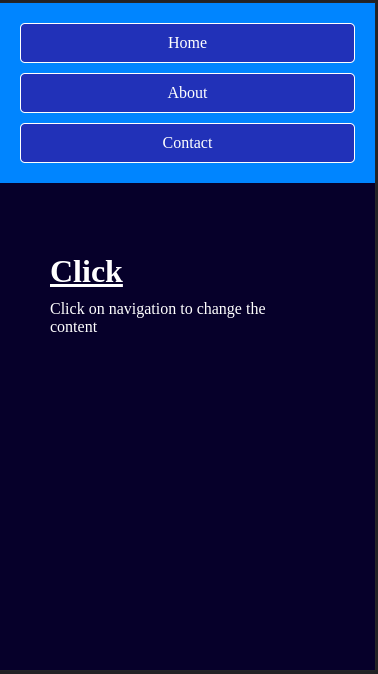 Home
About
Contact
Click
Click on navigation to change the
content